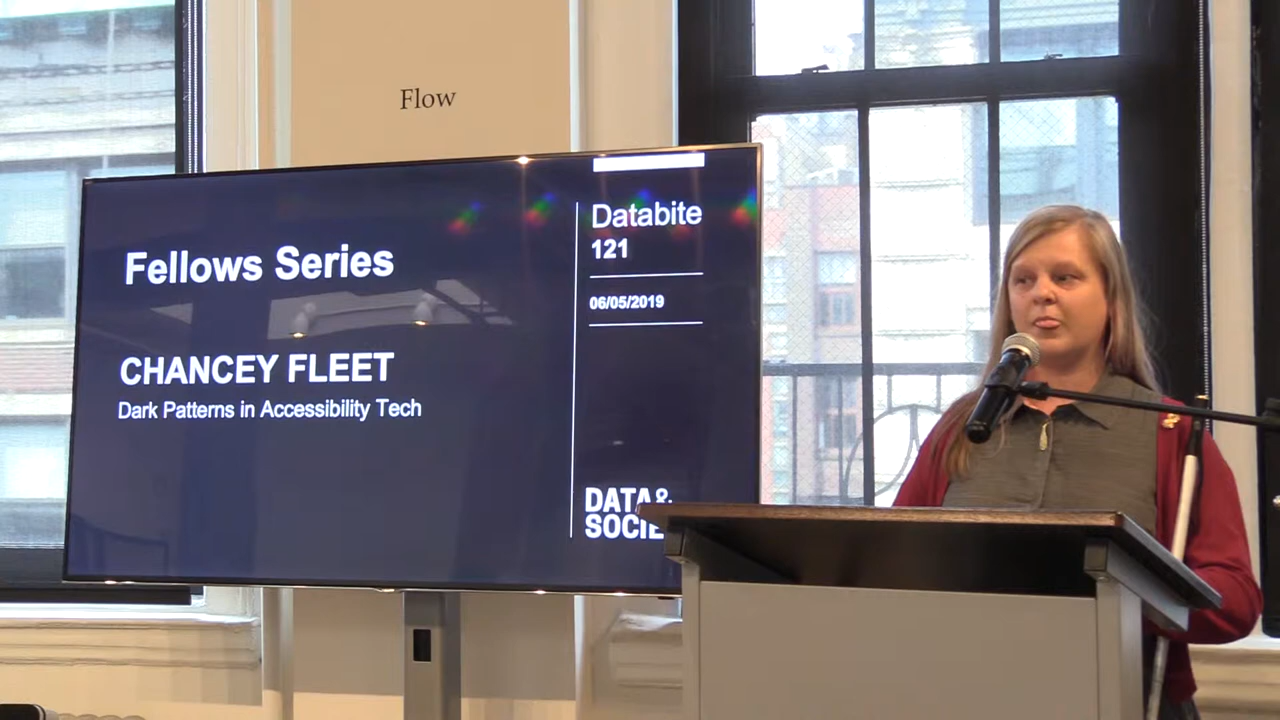 Flow
Fellows Series
CHANCEY FLEET
Dark Patterns in Accessibility Tech
Databite
121
06/05/2019
DATA&
SOCIE